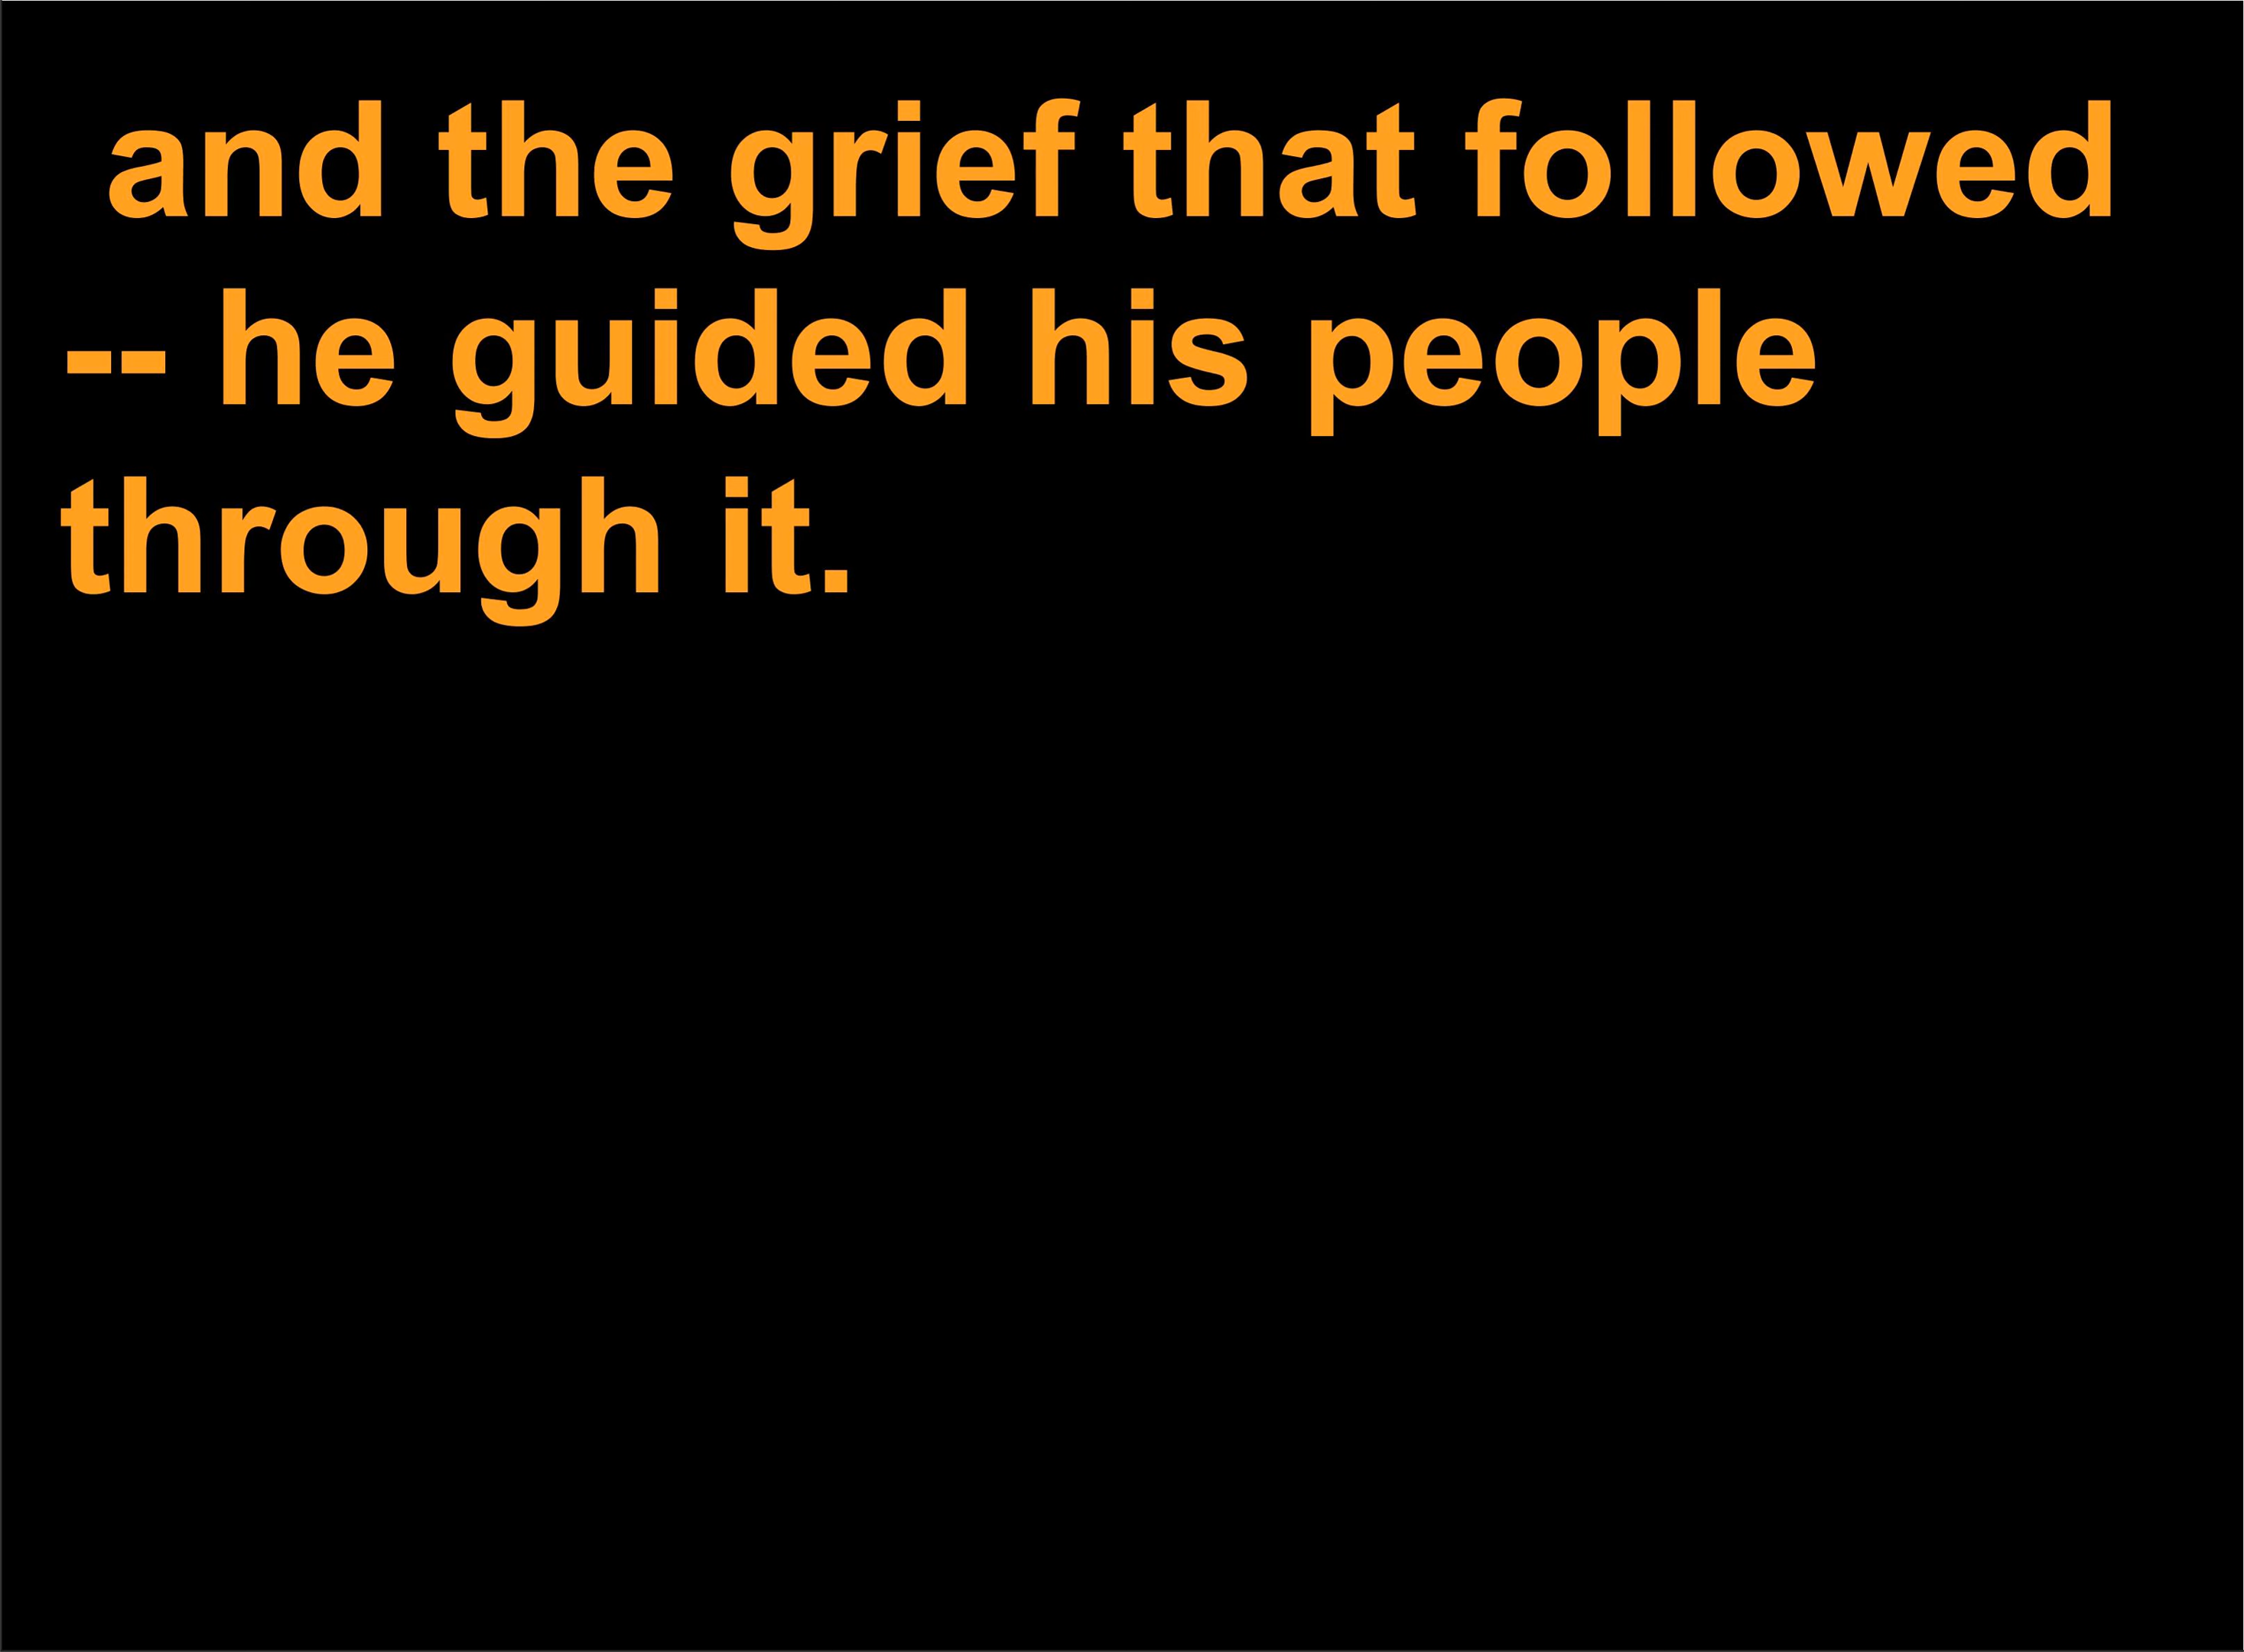 and the grief that followed
-- he guided his people
through it.